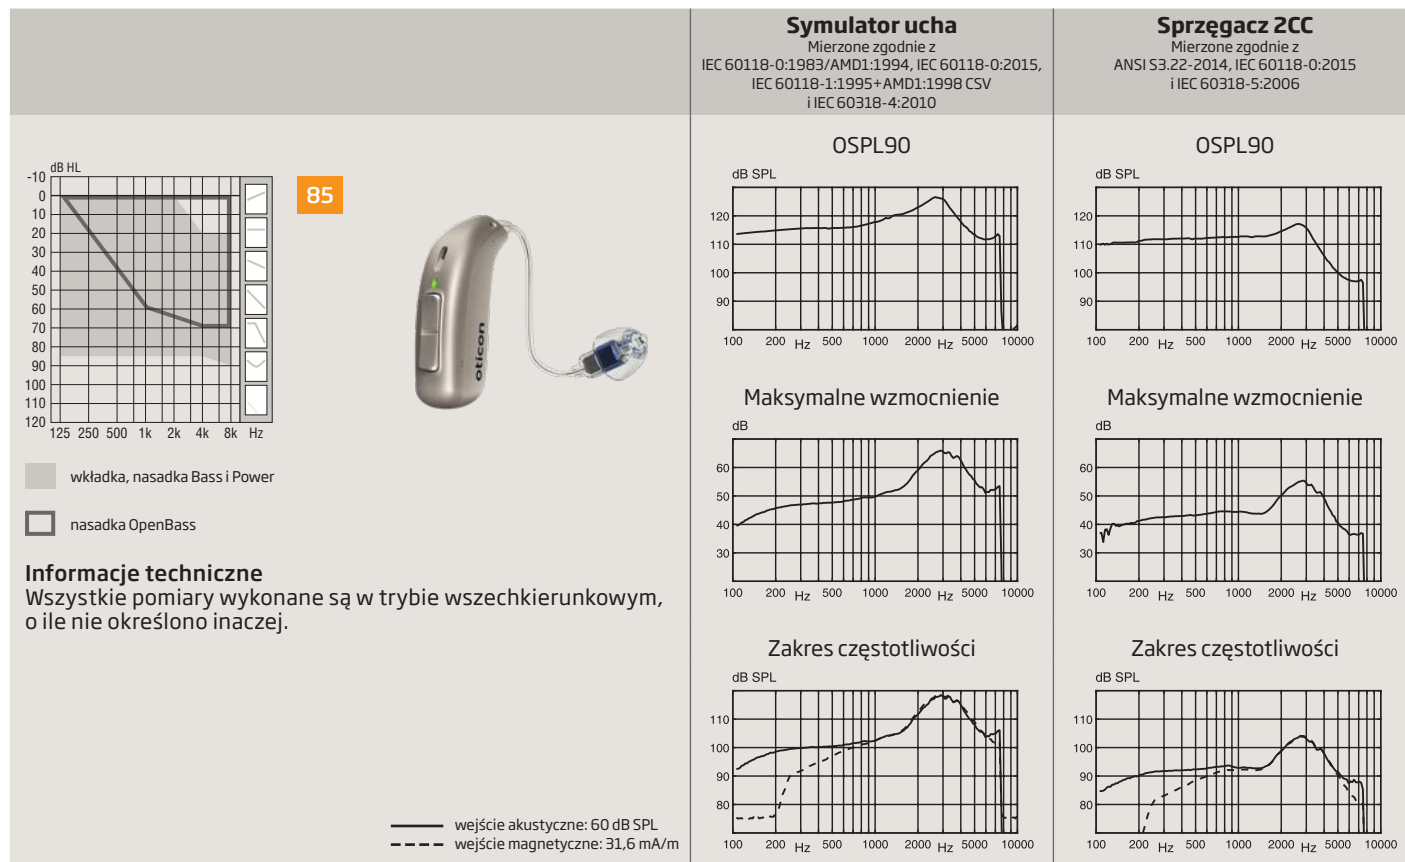 Symulator ucha
Mierzone zgodnie z
IEC 60118-0:1983/AMD1:1994, IEC 60118-0:2015,
IEC 60118-1:1995+AMD1:1998 CSV
i IEC 60318-4:2010
Sprzęgacz 2CC
Mierzone zgodnie z
ANSI S3.22-2014, IEC 60118-0:2015
i IEC 60318-5:2006
dB HL
-10
0
10
20
30
40
50
60
70
80
90
100
110
120
125 250 500 1k 2k 4k 8k Hz
85
oticon
wkładka, nasadka Bass i Power
nasadka OpenBass
Informacje techniczne
Wszystkie pomiary wykonane są w trybie wszechkierunkowym,
o ile nie określono inaczej.
wejście akustyczne: 60 dB SPL
wejście magnetyczne: 31,6 mA/m
OSPL90
dB SPL
120
110
100
90
100 200 Hz 500 1000 2000 Hz 5000 10000
Maksymalne wzmocnienie
dB
60
50
40
30
100 200 Hz 500 1000 2000 Hz 5000 10000
Zakres częstotliwości
dB SPL
110
100
90
80
100 200 Hz 500 1000 2000 Hz 5000 10000
OSPL90
dB SPL
120
110
100
90
100 200 Hz 500 1000 2000 Hz 5000 10000
Maksymalne wzmocnienie
dB
60
50
40
30
100 200 Hz 500 1000 2000 Hz 5000 10000
Zakres częstotliwości
dB SPL
110
100
90
80
100 200 Hz 500 1000 2000 Hz 5000 10000